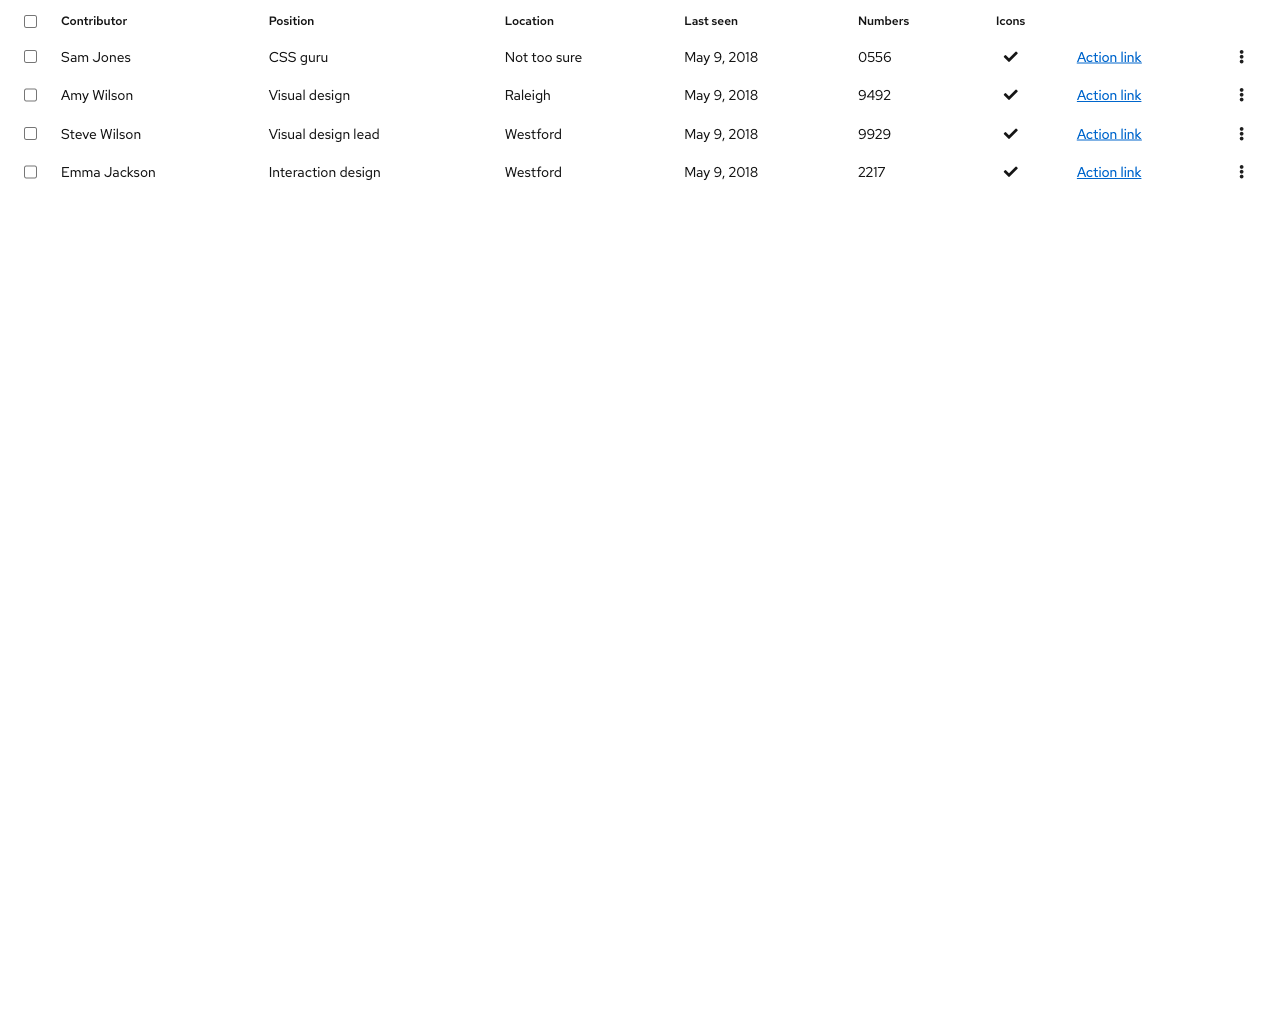 Contributor Position Location Last seen Numbers Icons
Sam Jones CSS guru Not too sure May 9, 2018 0556 Action link
Amy Wilson Visual design Raleigh May 9, 2018 9492 Action link
Steve Wilson Visual design lead Westford May 9, 2018 9929 Action link
Emma Jackson Interaction design Westford May 9, 2018 2217 Action link